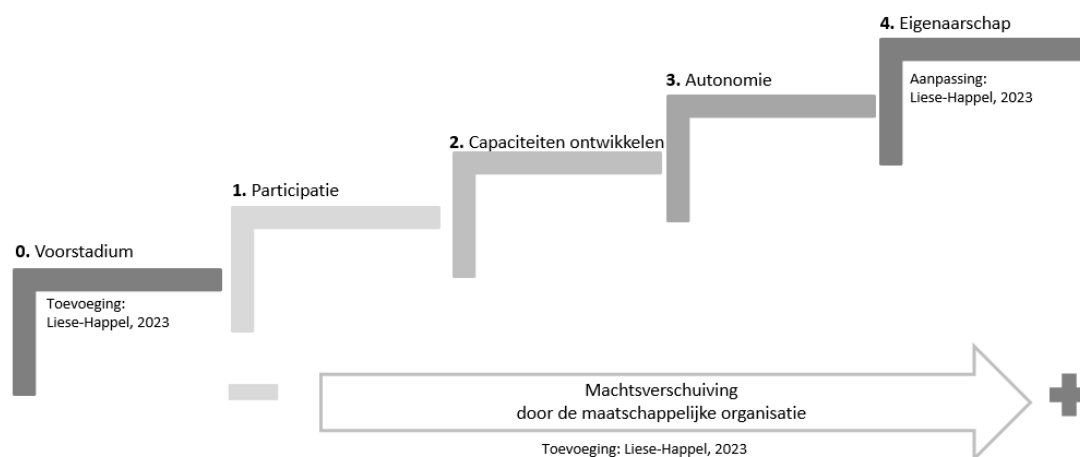 4. Eigenaarschap
Aanpassing:
Liese-Happel, 2023
3. Autonomie
2. Capaciteiten ontwikkelen
1. Participatie
0. Voorstadium
Toevoeging:
Liese-Happel, 2023
Machtsverschuiving
door de maatschappelijke organisatie
Toevoeging: Liese-Happel, 2023